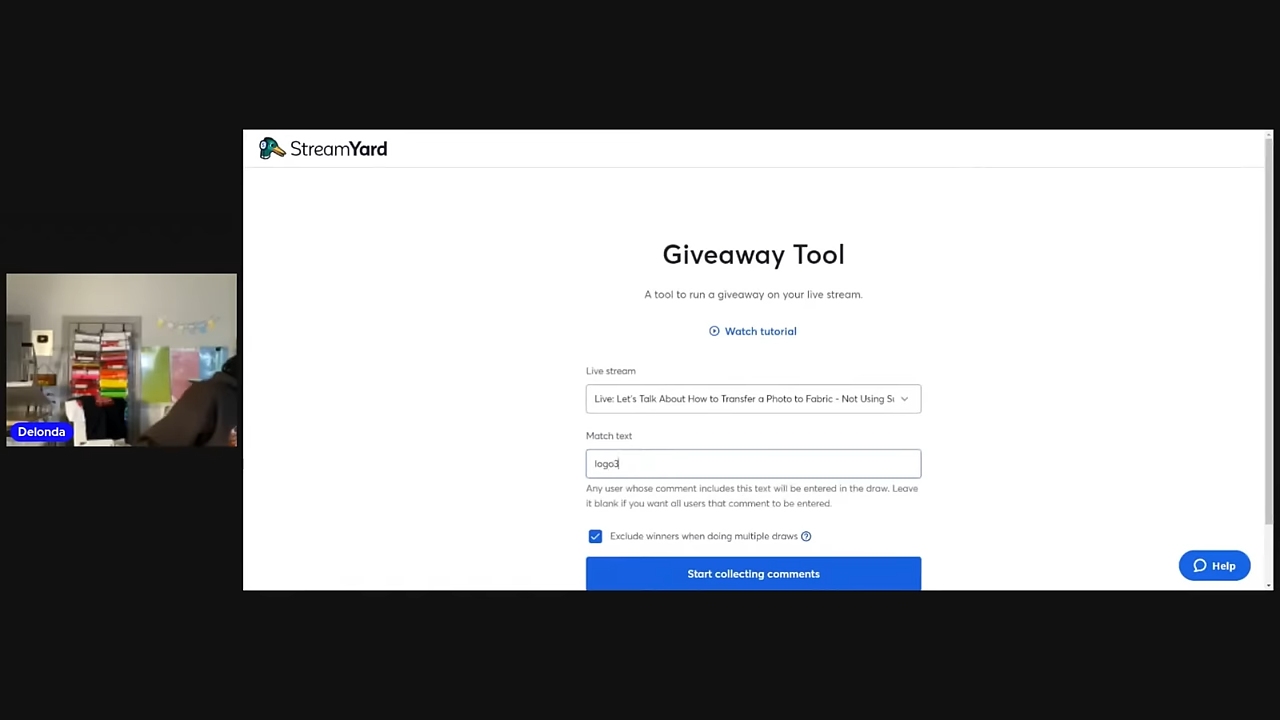 StreamYard
Giveaway Tool
A tool to run a giveaway on your live stream.
Watch tutorial
Live stream
Live: Let's Talk About How to Transfer a Photo to Fabric - Not Using Su
Match text
logo3
Any user whose comment includes this text will be entered in the draw. Leave
it blank if you want all users that comment to be entered.
Exclude winners when doing multiple draws
Start collecting comments
Help
Delonda